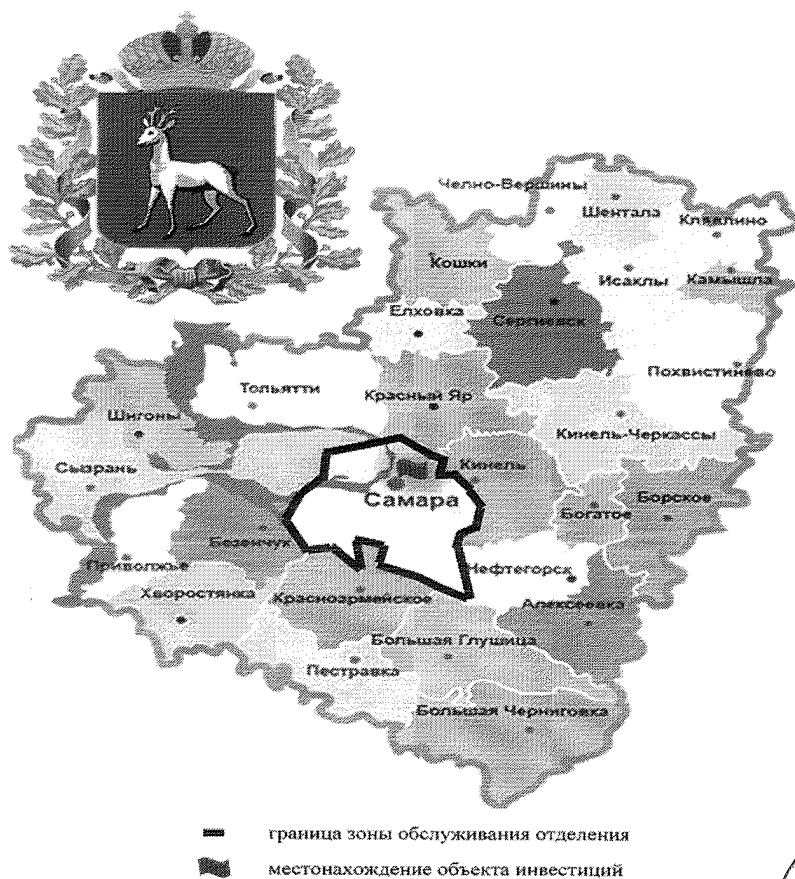 Челно-Вершины
Шентала
Клявлино
Кошки
Исаклы
Камышла
Елховка
Сергиевск
Похвистнево
Тольятти
Красный Яр
Шигоны
Кинель-Черкассы
Сызрань
Кинель
Самара
Богатое
Борское
Безенчук
Приволжье
Нефтегорск
Хворостянка
Красноармейское
Алексеевка
Большая Глушица
Пестравка
Большая Черниговка
граница зоны обслуживания отделения
местонахождение объекта инвестиций